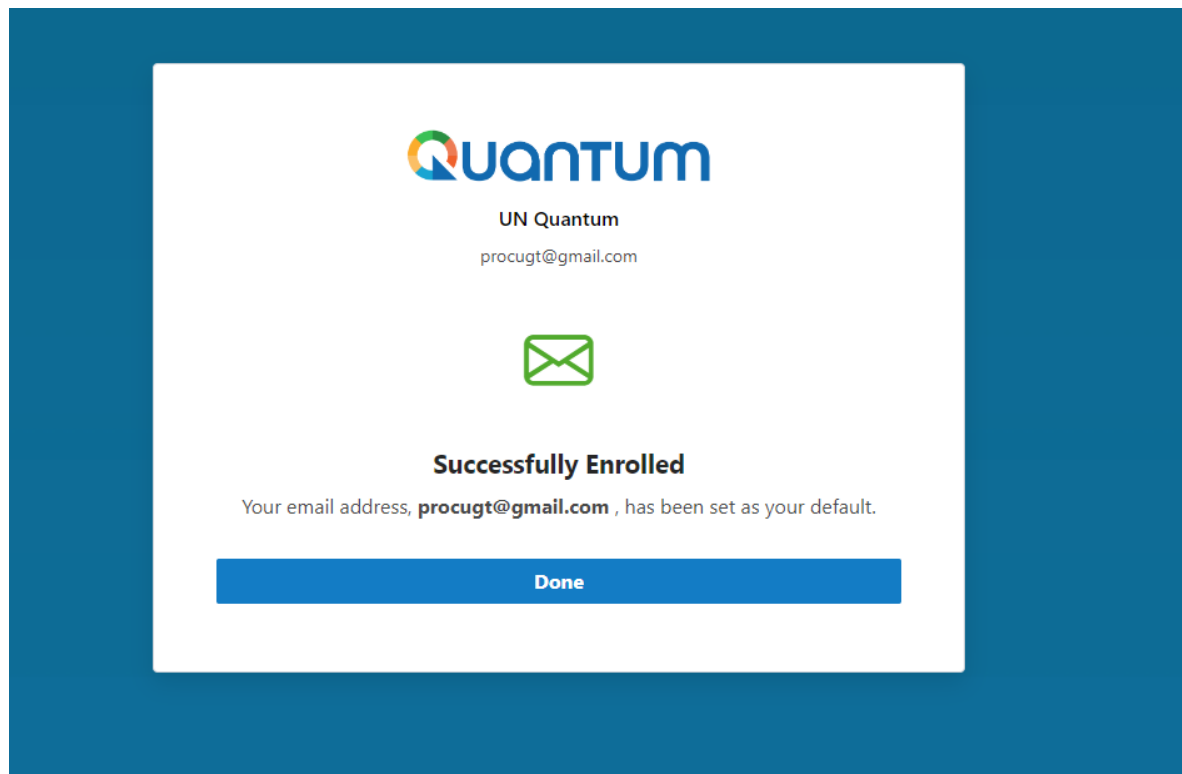 Quantum
UN Quantum
procugt@gmail.com
Successfully Enrolled
Your email address, procugt@gmail.com , has been set as your default.
Done